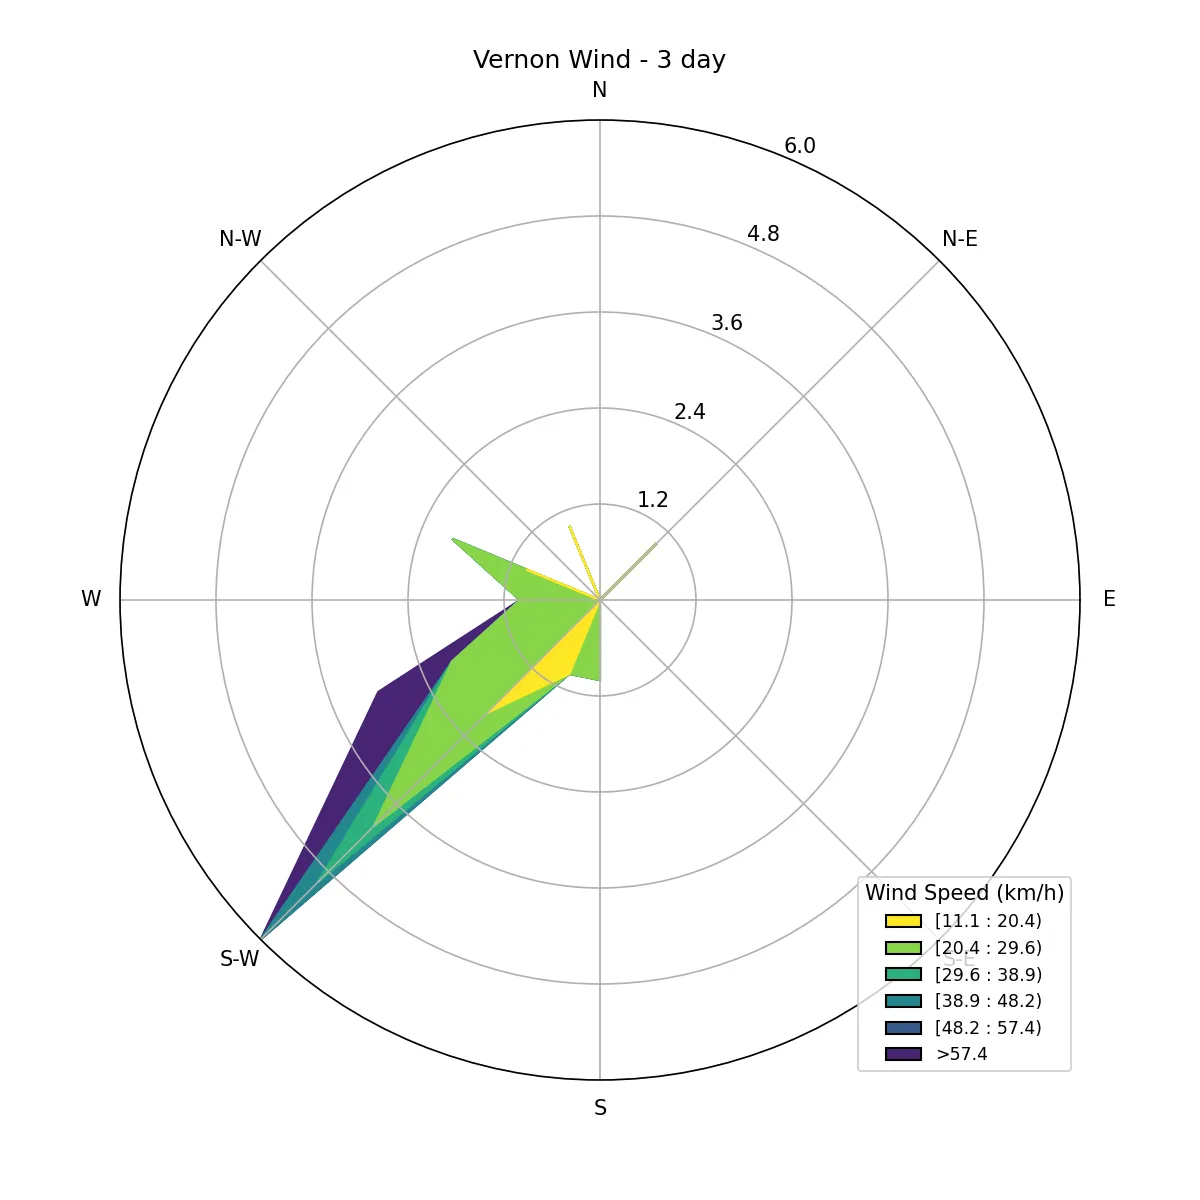 Vernon Wind - 3 day
N
6.0
N-W
N-E
4.8
3.6
2.4
1.2
W
E
S-W
S-E
S
Wind Speed (km/h)
[11.1 : 20.4)
[20.4 : 29.6)
[29.6 : 38.9)
[38.9 : 48.2)
[48.2 : 57.4)
>57.4